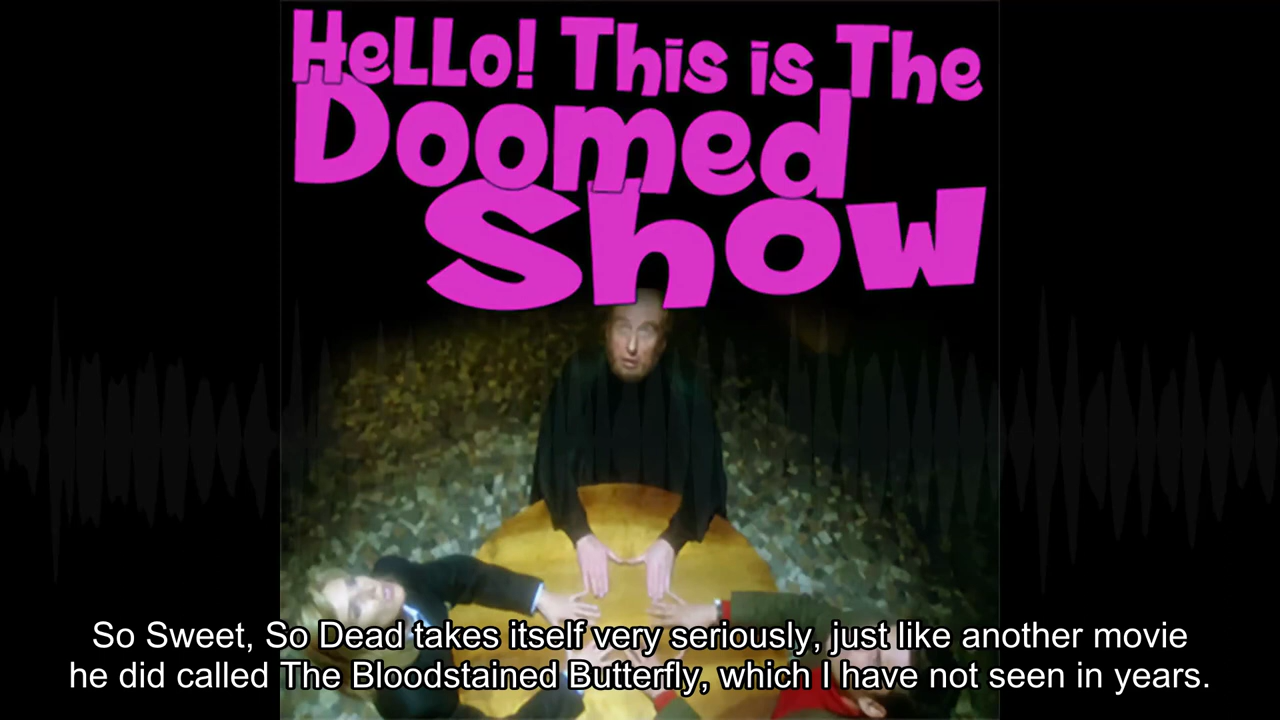 HeLLo! This is The
Doomed
Show
So Sweet, So Dead takes itself very seriously, just like another movie
he did called The Bloodstained Butterfly, which I have not seen in years.